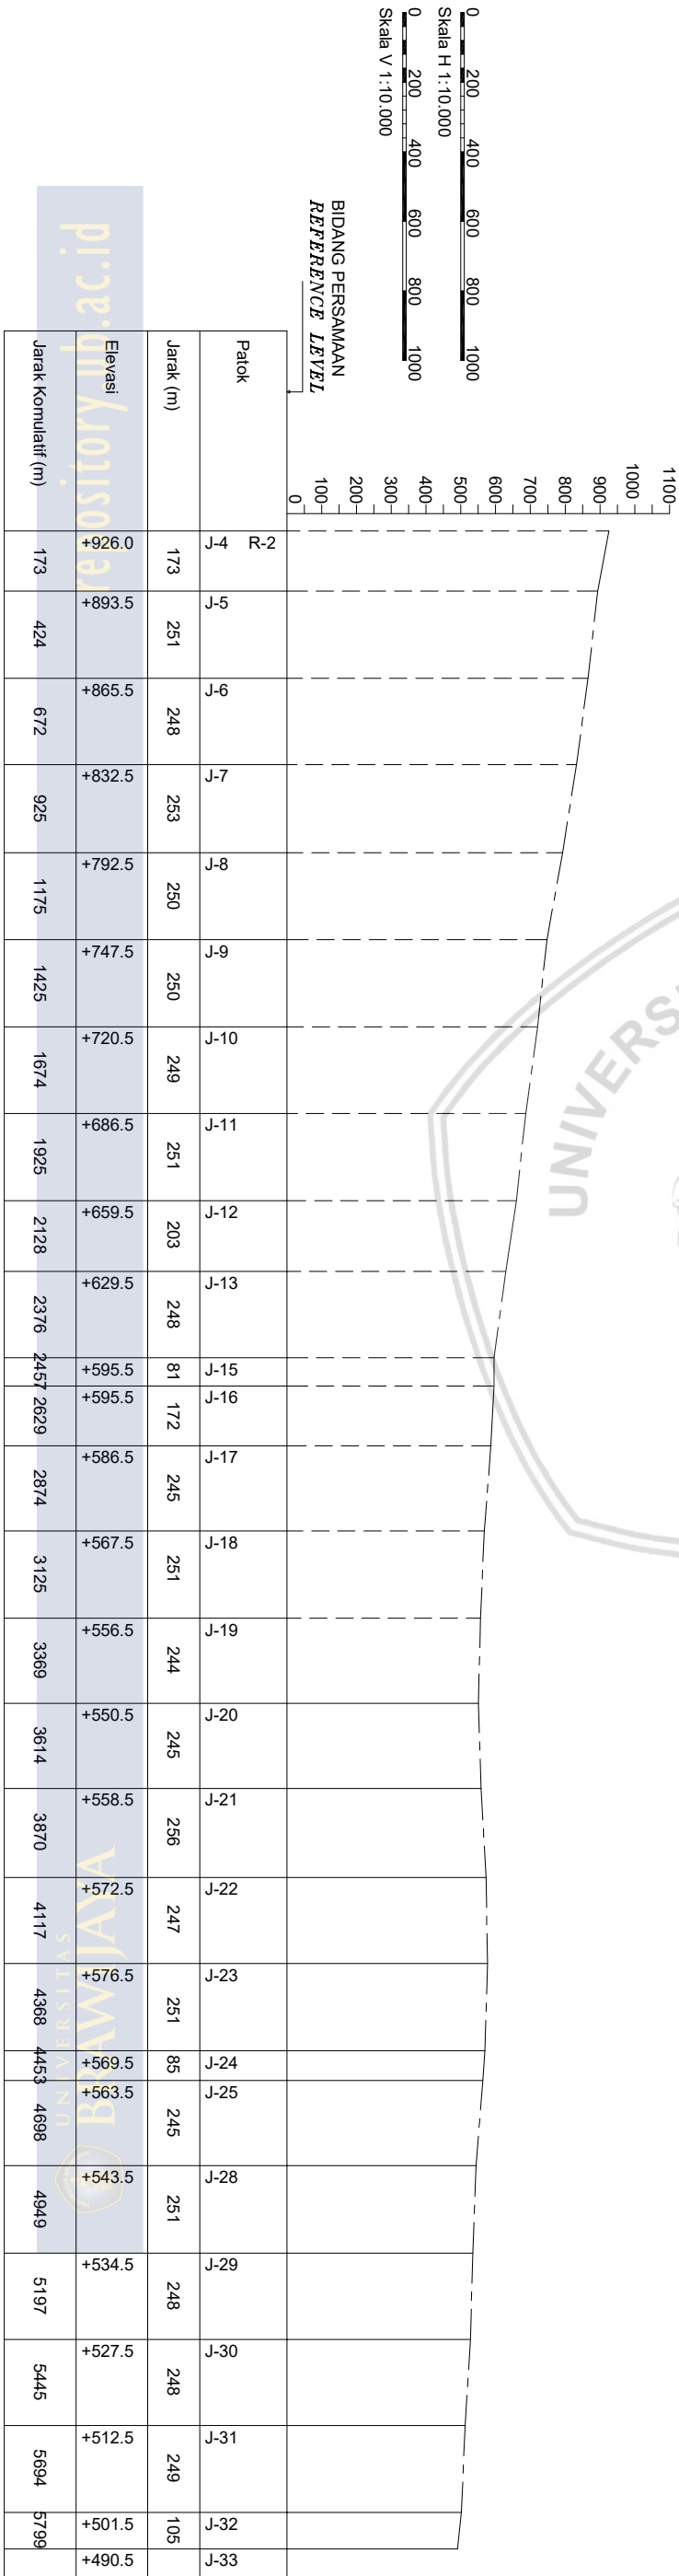 0 200 400 600 800 1000
Skala H 1:10.000
0 200 400 600 800 1000
Skala V 1:10.000
BIDANG PERSAMAAN
REFERENCE LEVEL
1100
1000
900
800
700
600
500
400
300
200
100
0
Patok J-4 R-2 J-5 J-6 J-7 J-8 J-9 J-10 J-11 J-12 J-13 J-15 J-16 J-17 J-18 J-19 J-20 J-21 J-22 J-23 J-24 J-25 J-28 J-29 J-30 J-31 J-32 J-33
Jarak (m) 173 251 248 253 250 250 249 251 203 248 81 172 245 251 244 245 256 247 251 85 245 251 248 248 249 105
Elevasi +926.0 +893.5 +865.5 +832.5 +792.5 +747.5 +720.5 +686.5 +659.5 +629.5 +595.5 +595.5 +586.5 +567.5 +556.5 +550.5 +558.5 +572.5 +576.5 +569.5 +563.5 +543.5 +534.5 +527.5 +512.5 +501.5 +490.5
Jarak Komulatif (m) 173 424 672 925 1175 1425 1674 1925 2128 2376 2457 2629 2874 3125 3369 3614 3870 4117 4368 4453 4698 4949 5197 5445 5694 5799
repository.ub.ac.id
UNIVERSITAS
BRAWIJAYA